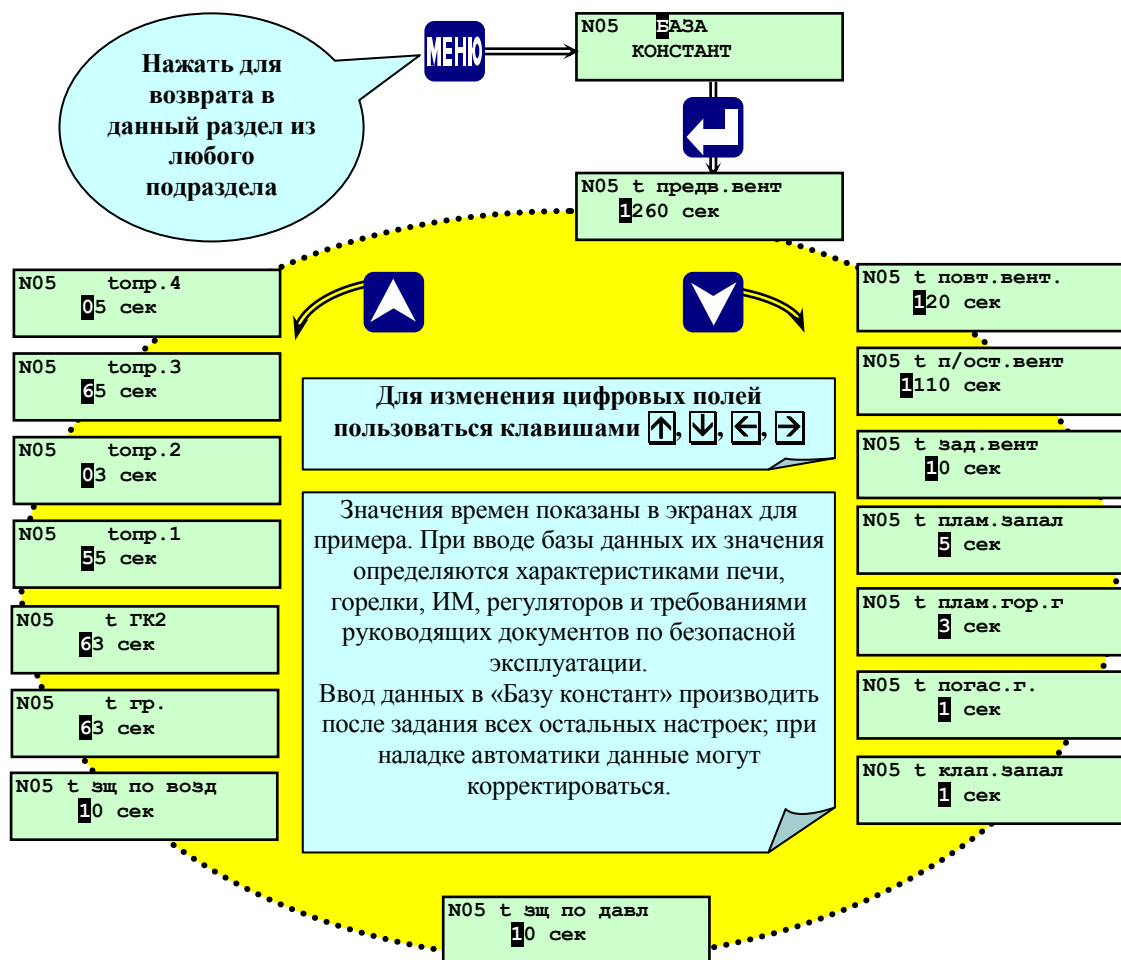 Нажать для
возврата в
данный раздел из
любого
подраздела
МЕНЮ
N05 БАЗА
КОНСТАНТ
N05 t предв.вент
1260 сек
N05 tопр.4
05 сек
N05 tопр.3
65 сек
N05 tопр.2
03 сек
N05 tопр.1
55 сек
N05 t ГК2
63 сек
N05 t гр.
63 сек
N05 t зщ по возд
10 сек
Для изменения цифровых полей
пользоваться клавишами ↑, ↓, ←, →
Значения времен показаны в экранах для
примера. При вводе базы данных их значения
определяются характеристиками печи,
горелки, ИМ, регуляторов и требованиями
руководящих документов по безопасной
эксплуатации.
Ввод данных в «Базу констант» производить
после задания всех остальных настроек; при
наладке автоматики данные могут
корректироваться.
N05 t повт.вент.
120 сек
N05 t п/ост.вент
1110 сек
N05 t зад.вент
10 сек
N05 t плам.запал
5 сек
N05 t плам.гор.г
3 сек
N05 t погас.г.
1 сек
N05 t клап.запал
1 сек
N05 t зщ по давл
10 сек